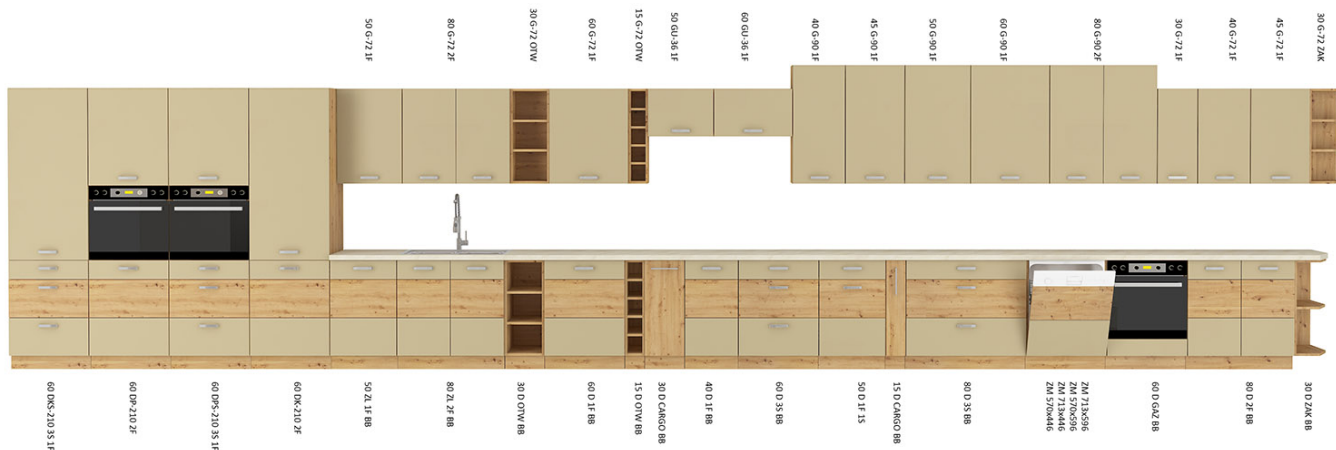 50 G-72 1F
80 G-72 2F
30 G-72 OTW
60 G-72 1F
15 G-72 OTW
50 GU-36 1F
60 GU-36 1F
40 G-90 1F
45 G-90 1F
50 G-90 1F
60 G-90 1F
80 G-90 2F
30 G-72 1F
40 G-72 1F
45 G-72 1F
30 G-72 ZAK
60 DKS-210 3S 1F
60 DP-210 2F
60 DPS-210 3S 1F
60 DK-210 2F
50 ZL 1F BB
80 ZL 2F BB
30 D OTW BB
60 D 1F BB
15 D OTW BB
30 D CARGO BB
40 D 1F BB
60 D 3S BB
50 D 1F 1S
15 D CARGO BB
80 D 3S BB
ZM 713x596
ZM 570x596
ZM 713x446
ZM 570x446
60 D GAZ BB
80 D 2F BB
30 D ZAK BB